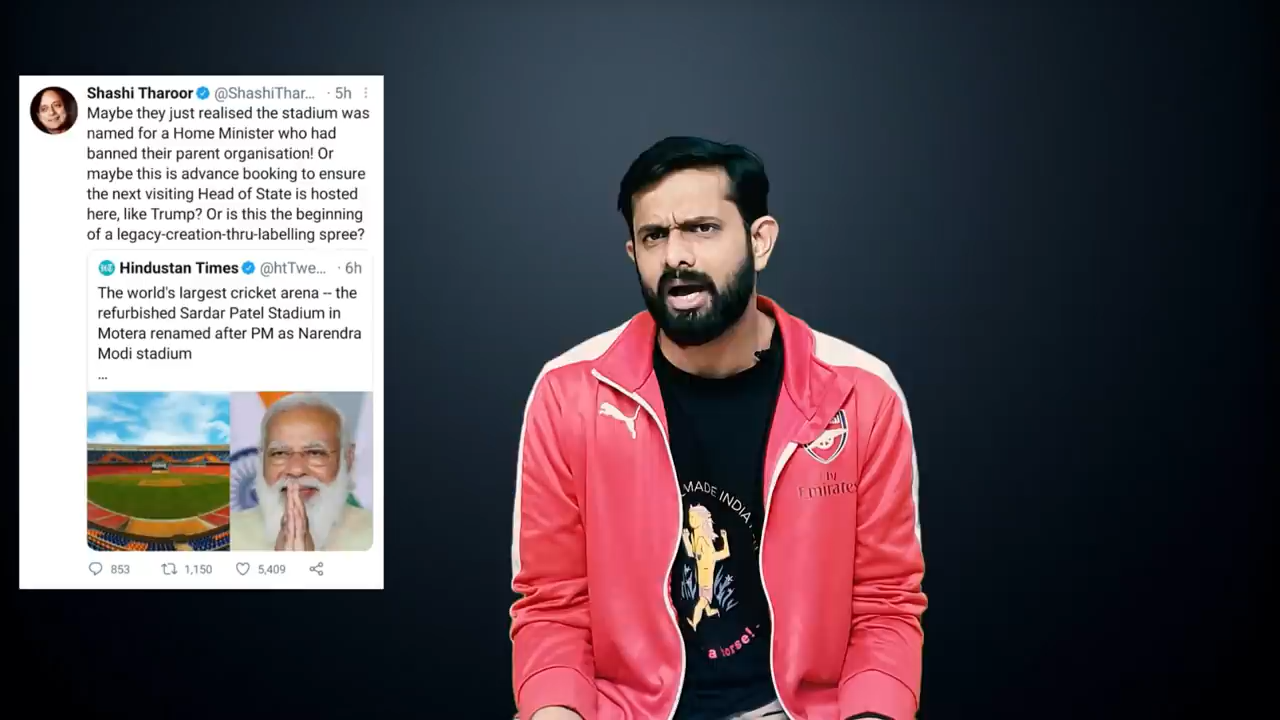 Shashi Tharoor @ShashiThar... · 5h
Maybe they just realised the stadium was
named for a Home Minister who had
banned their parent organisation! Or
maybe this is advance booking to ensure
the next visiting Head of State is hosted
here, like Trump? Or is this the beginning
of a legacy-creation-thru-labelling spree?
Hindustan Times @htTwe... · 6h
The world's largest cricket arena -- the
refurbished Sardar Patel Stadium in
Motera renamed after PM as Narendra
Modi stadium
...
853 1,150 5,409
MADE INDIA
a
Fly
Emirates